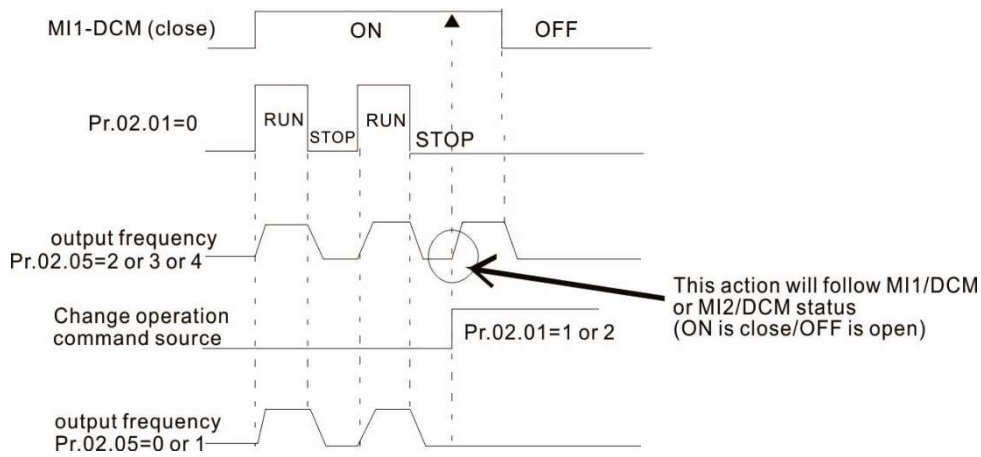 MI1-DCM (close)
ON
OFF
Pr.02.01=0
RUN
STOP
RUN
STOP
output frequency
Pr.02.05=2 or 3 or 4
This action will follow MI1/DCM
or MI2/DCM status
(ON is close/OFF is open)
Change operation
command source
Pr.02.01=1 or 2
output frequency
Pr.02.05=0 or 1